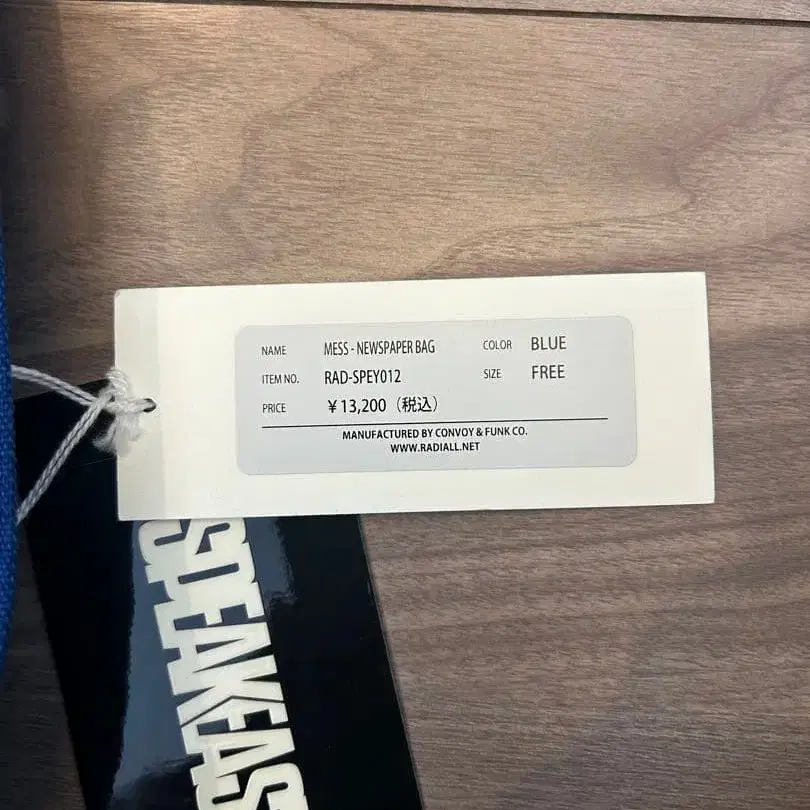 NAME MESS - NEWSPAPER BAG COLOR BLUE
ITEM NO. RAD-SPEY012 SIZE FREE
PRICE ¥13,200（税込）
MANUFACTURED BY CONVOY & FUNK CO.
WWW.RADIALL.NET
SPEAKEAS